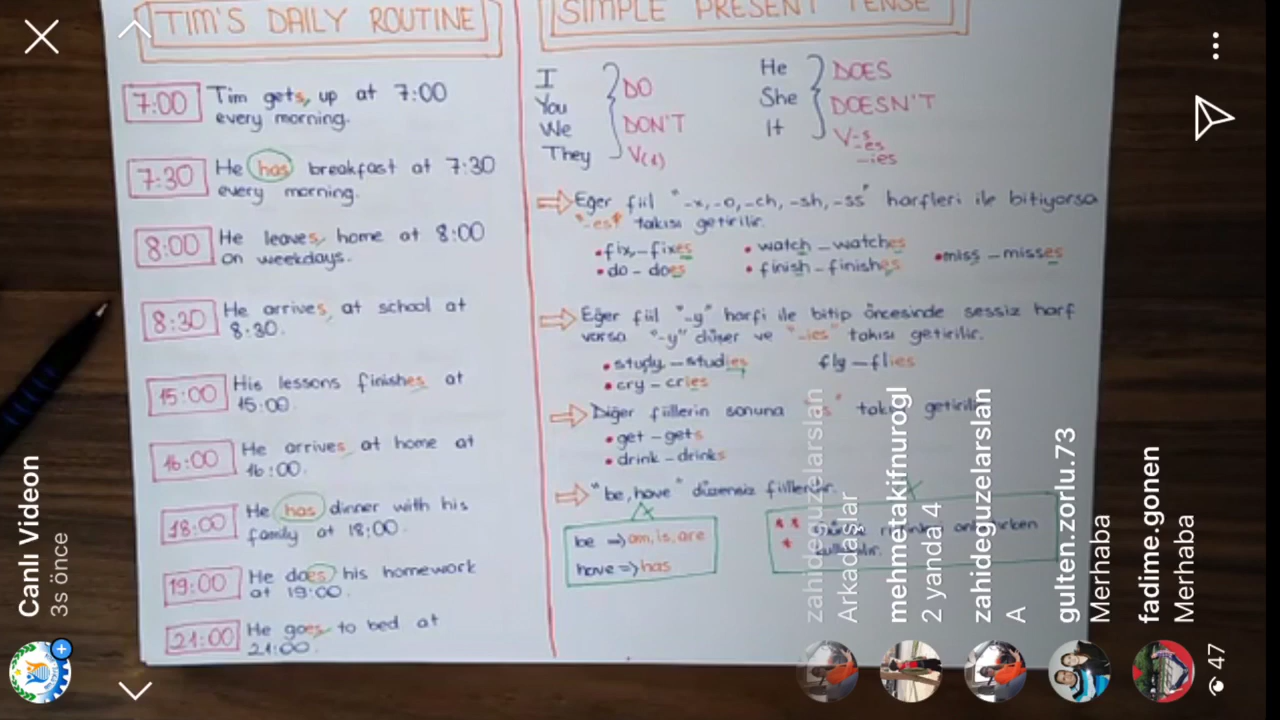 TIM'S DAILY ROUTINE
7:00 Tim gets up at 7:00
every morning.
7:30 He has breakfast at 7:30
every morning.
8:00 He leaves home at 8:00
on weekdays.
8:30 He arrives at school at
8:30.
15:00 His lessons finishes at
15:00.
16:00 He arrives at home at
16:00.
18:00 He has dinner with his
family at 18:00.
19:00 He does his homework
at 19:00.
21:00 He goes to bed at
21:00.
SIMPLE PRESENT TENSE
I
You
We
They
DO
DON'T
V(1)
He
She
It
DOES
DOESN'T
V-s
-es
-ies
Eğer fiil "-x, -o, -ch, -sh, -ss" harfleri ile bitiyorsa
"-es" takısı getirilir.
• fix - fixes
• do - does
• watch - watches
• finish - finishes
• miss - misses
Eğer fiil "-y" harfi ile bitip öncesinde sessiz harf
varsa "-y" düşer ve "-ies" takısı getirilir.
• study - studies
fly - flies
• cry - cries
Diğer fiillerin sonuna
• get - gets
• drink - drinks
"be, have" düzensiz fiillerdir.
be => am, is, are
have => has
Canlı Videon
3s önce
zahideguzelarslan
Arkadaşlar
mehmetakifnurogl
2 yanda 4
zahideguzelarslan
A
gulten.zorlu.73
Merhaba
fadime.gonen
Merhaba
47